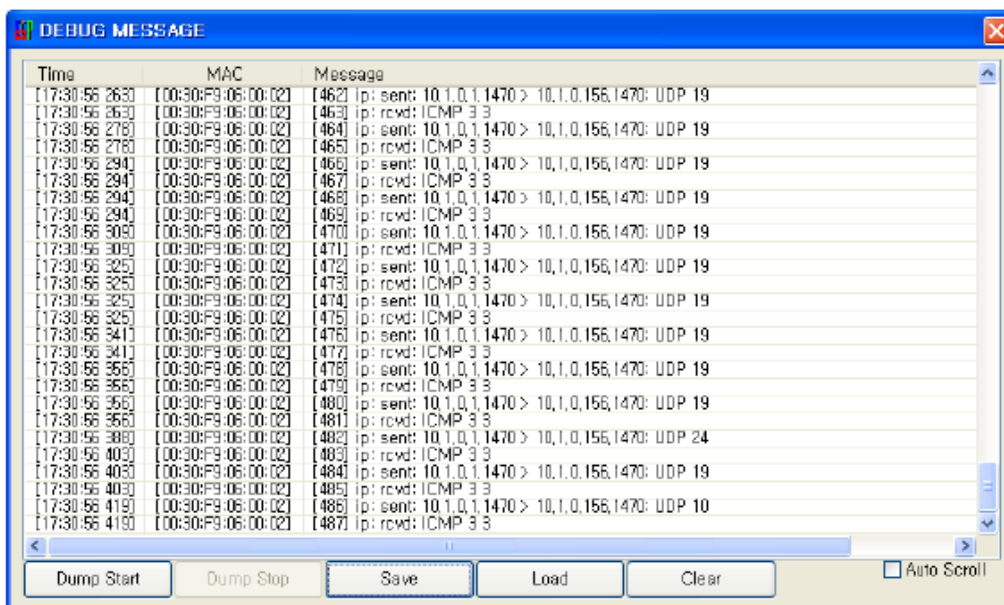 DEBUG MESSAGE
Time MAC Message
[17:30:56 263] [00:30:F9:06:00:02] [462] ip: sent: 10,1,0,1,1470 > 10,1,0,156,1470: UDP 19
[17:30:56 263] [00:30:F9:06:00:02] [463] ip: rcvd: ICMP 3 3
[17:30:56 278] [00:30:F9:06:00:02] [464] ip: sent: 10,1,0,1,1470 > 10,1,0,156,1470: UDP 19
[17:30:56 278] [00:30:F9:06:00:02] [465] ip: rcvd: ICMP 3 3
[17:30:56 294] [00:30:F9:06:00:02] [466] ip: sent: 10,1,0,1,1470 > 10,1,0,156,1470: UDP 19
[17:30:56 294] [00:30:F9:06:00:02] [467] ip: rcvd: ICMP 3 3
[17:30:56 294] [00:30:F9:06:00:02] [468] ip: sent: 10,1,0,1,1470 > 10,1,0,156,1470: UDP 19
[17:30:56 294] [00:30:F9:06:00:02] [469] ip: rcvd: ICMP 3 3
[17:30:56 309] [00:30:F9:06:00:02] [470] ip: sent: 10,1,0,1,1470 > 10,1,0,156,1470: UDP 19
[17:30:56 309] [00:30:F9:06:00:02] [471] ip: rcvd: ICMP 3 3
[17:30:56 325] [00:30:F9:06:00:02] [472] ip: sent: 10,1,0,1,1470 > 10,1,0,156,1470: UDP 19
[17:30:56 325] [00:30:F9:06:00:02] [473] ip: rcvd: ICMP 3 3
[17:30:56 325] [00:30:F9:06:00:02] [474] ip: sent: 10,1,0,1,1470 > 10,1,0,156,1470: UDP 19
[17:30:56 325] [00:30:F9:06:00:02] [475] ip: rcvd: ICMP 3 3
[17:30:56 341] [00:30:F9:06:00:02] [476] ip: sent: 10,1,0,1,1470 > 10,1,0,156,1470: UDP 19
[17:30:56 341] [00:30:F9:06:00:02] [477] ip: rcvd: ICMP 3 3
[17:30:56 356] [00:30:F9:06:00:02] [478] ip: sent: 10,1,0,1,1470 > 10,1,0,156,1470: UDP 19
[17:30:56 356] [00:30:F9:06:00:02] [479] ip: rcvd: ICMP 3 3
[17:30:56 356] [00:30:F9:06:00:02] [480] ip: sent: 10,1,0,1,1470 > 10,1,0,156,1470: UDP 19
[17:30:56 356] [00:30:F9:06:00:02] [481] ip: rcvd: ICMP 3 3
[17:30:56 388] [00:30:F9:06:00:02] [482] ip: sent: 10,1,0,1,1470 > 10,1,0,156,1470: UDP 24
[17:30:56 403] [00:30:F9:06:00:02] [483] ip: rcvd: ICMP 3 3
[17:30:56 403] [00:30:F9:06:00:02] [484] ip: sent: 10,1,0,1,1470 > 10,1,0,156,1470: UDP 19
[17:30:56 403] [00:30:F9:06:00:02] [485] ip: rcvd: ICMP 3 3
[17:30:56 419] [00:30:F9:06:00:02] [486] ip: sent: 10,1,0,1,1470 > 10,1,0,156,1470: UDP 10
[17:30:56 419] [00:30:F9:06:00:02] [487] ip: rcvd: ICMP 3 3
Dump Start Dump Stop Save Load Clear Auto Scroll